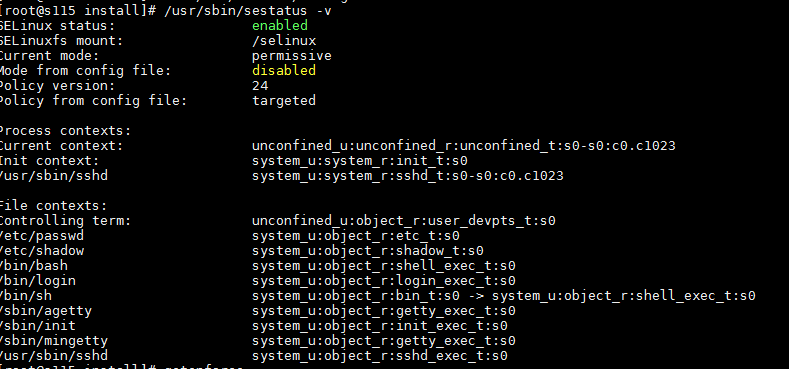 [root@s115 install]# /usr/sbin/sestatus -v
SELinux status:                 enabled
SELinuxfs mount:                /selinux
Current mode:                   permissive
Mode from config file:          disabled
Policy version:                 24
Policy from config file:        targeted
Process contexts:
Current context:                unconfined_u:unconfined_r:unconfined_t:s0-s0:c0.c1023
Init context:                   system_u:system_r:init_t:s0
/usr/sbin/sshd                  system_u:system_r:sshd_t:s0-s0:c0.c1023
File contexts:
Controlling term:               unconfined_u:object_r:user_devpts_t:s0
/etc/passwd                     system_u:object_r:etc_t:s0
/etc/shadow                     system_u:object_r:shadow_t:s0
/bin/bash                       system_u:object_r:shell_exec_t:s0
/bin/login                      system_u:object_r:login_exec_t:s0
/bin/sh                         system_u:object_r:bin_t:s0 -> system_u:object_r:shell_exec_t:s0
/sbin/agetty                    system_u:object_r:getty_exec_t:s0
/sbin/init                      system_u:object_r:init_exec_t:s0
/sbin/mingetty                  system_u:object_r:getty_exec_t:s0
/usr/sbin/sshd                  system_u:object_r:sshd_exec_t:s0
[root@s115 install]# getenforce